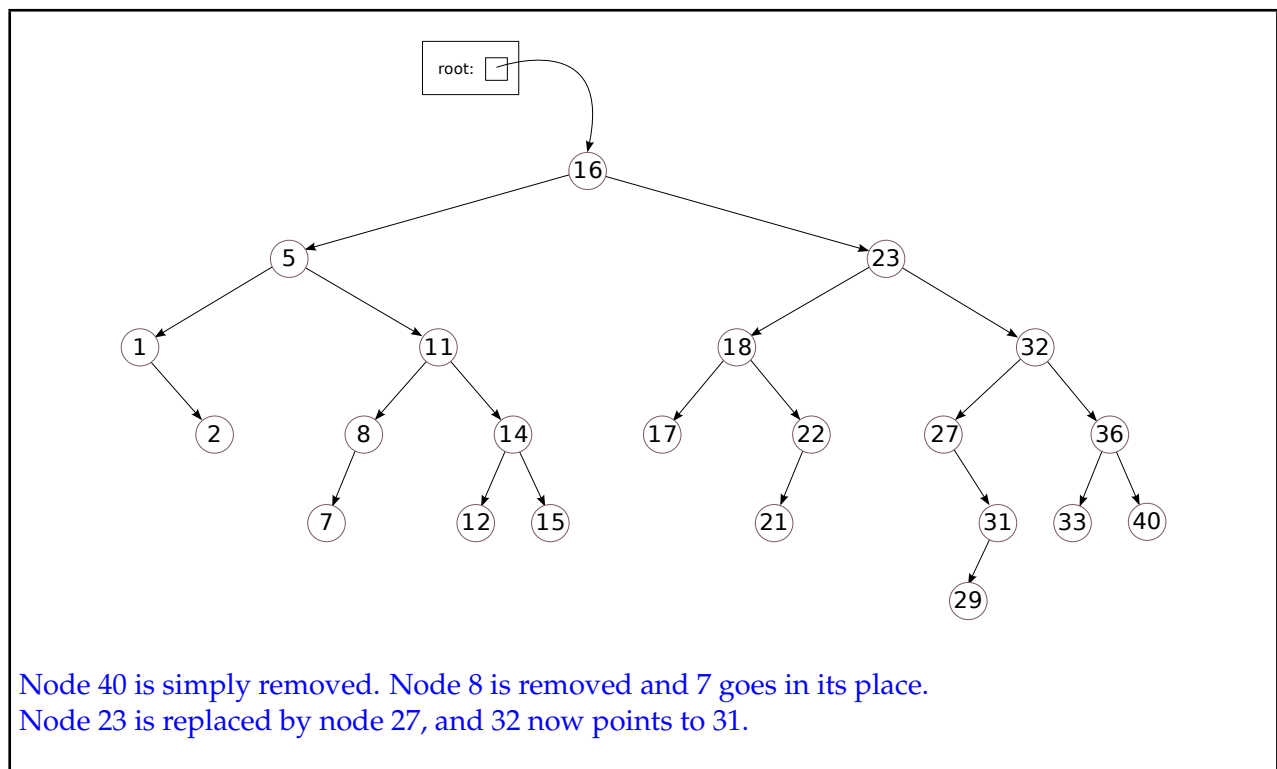 root:
16
5 23
1 11 18 32
2 8 14 17 22 27 36
7 12 15 21 31 33 40
29
Node 40 is simply removed. Node 8 is removed and 7 goes in its place.
Node 23 is replaced by node 27, and 32 now points to 31.